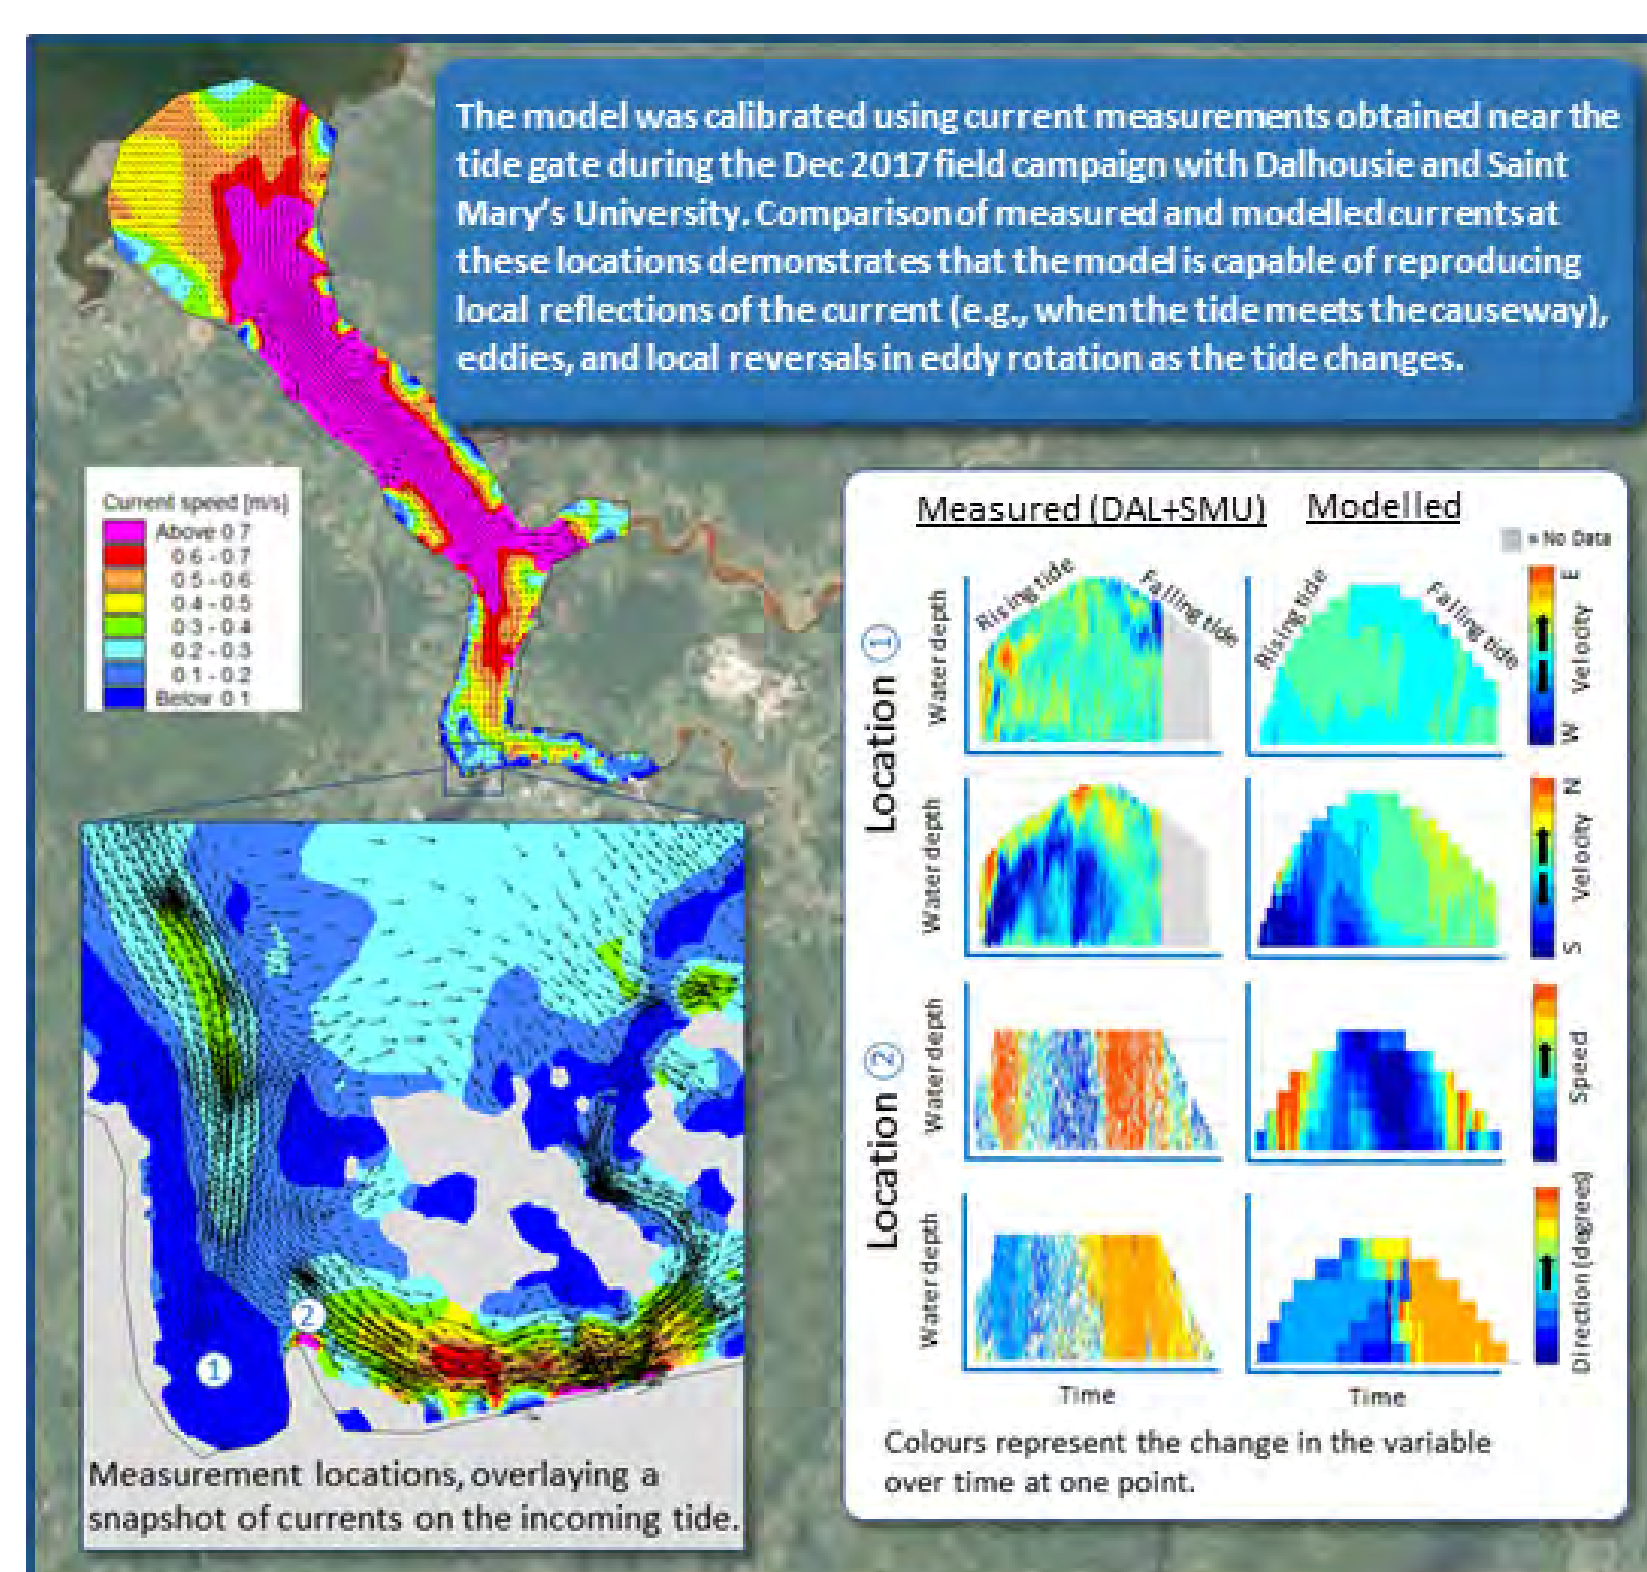 The model was calibrated using current measurements obtained near the
tide gate during the Dec 2017 field campaign with Dalhousie and Saint
Mary's University. Comparison of measured and modelled currents at
these locations demonstrates that the model is capable of reproducing
local reflections of the current (e.g., when the tide meets the causeway),
eddies, and local reversals in eddy rotation as the tide changes.
Current speed [m/s]
Above 0.7
0.6 - 0.7
0.5 - 0.6
0.4 - 0.5
0.3 - 0.4
0.2 - 0.3
0.1 - 0.2
Below 0.1
1
2
Measurement locations, overlaying a
snapshot of currents on the incoming tide.
Measured (DAL+SMU) Modelled
= No Data
Location 1
Water depth
Rising tide
Falling tide
Rising tide
Falling tide
W Velocity E
Water depth
S Velocity N
Location 2
Water depth
Speed
Water depth
Direction (degrees)
Time
Time
Colours represent the change in the variable
over time at one point.